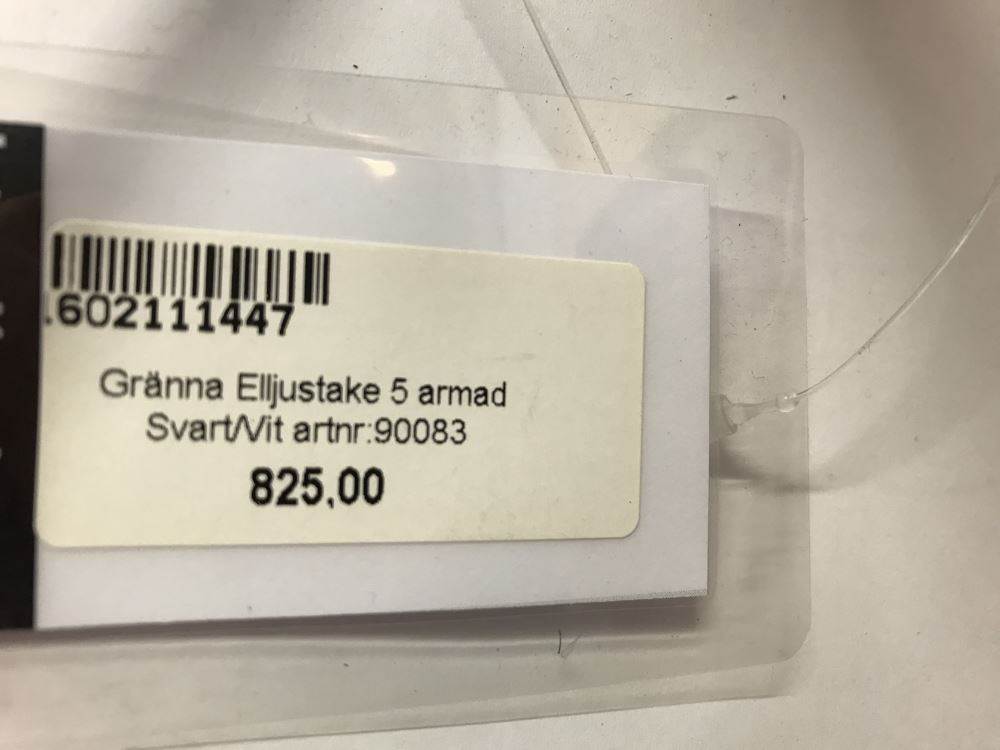 .602111447
Gränna Elljustake 5 armad
Svart/Vit artnr:90083
825,00